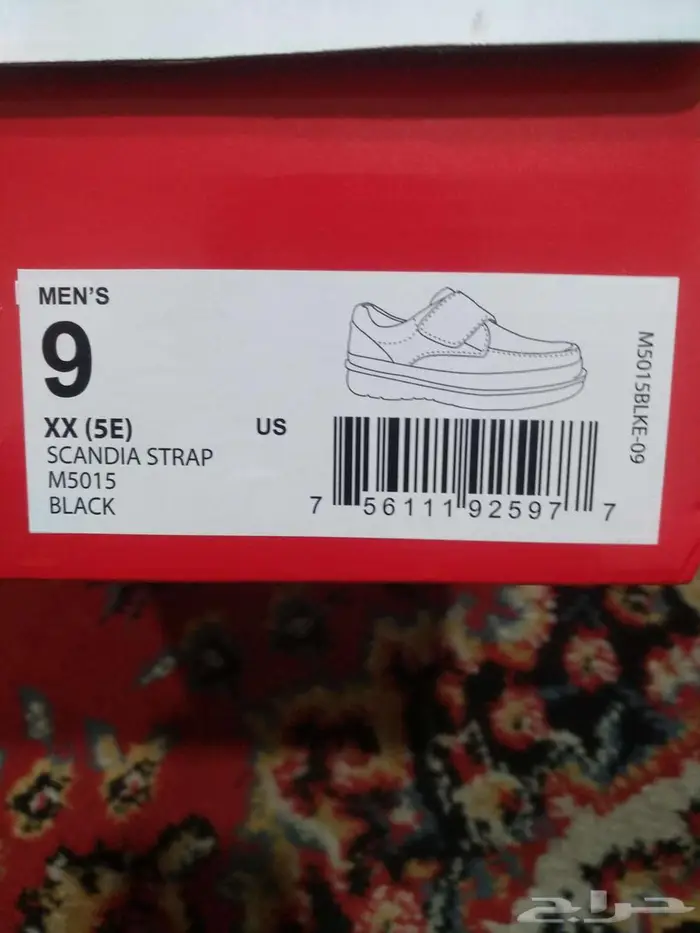 MEN'S
9
XX (5E)
US
SCANDIA STRAP
M5015
BLACK
7 56111 92597 7
M5015BLKE-09
حراج